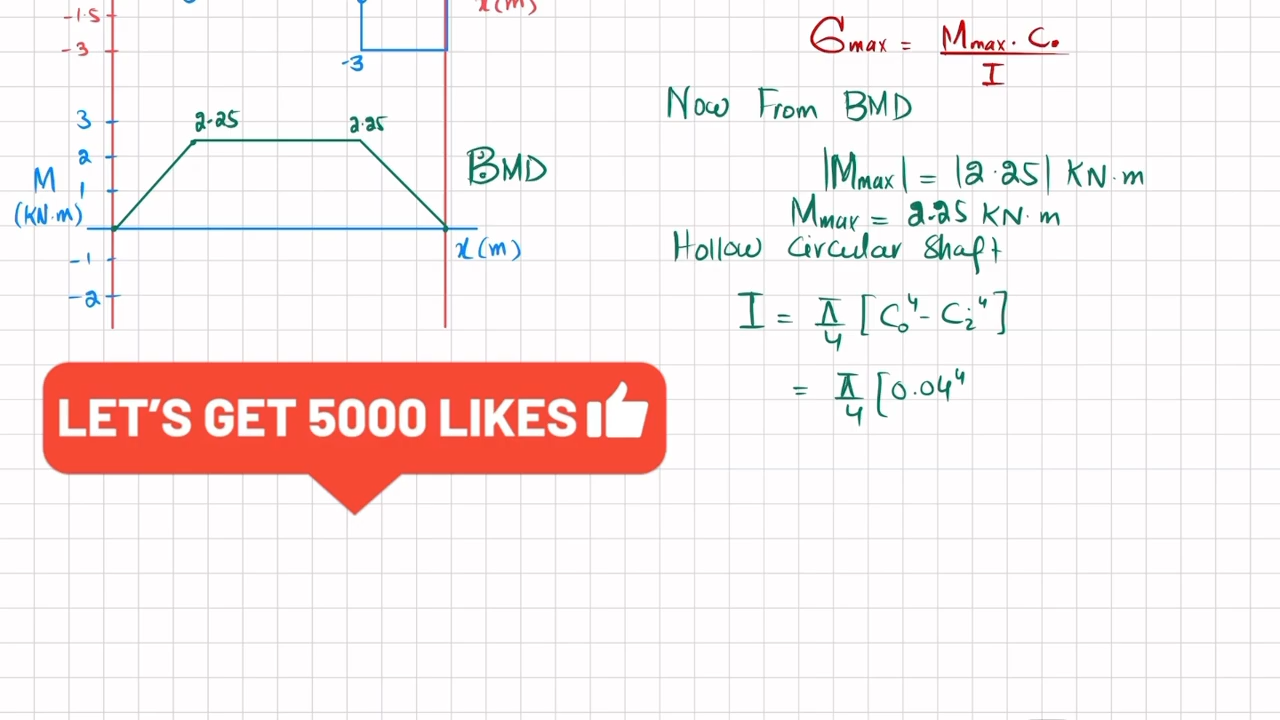 -1.5
-3
x(m)
-3
3
2
1
-1
-2
M
(KN·m)
2.25
2.25
BMD
x(m)
LET'S GET 5000 LIKES
σmax = Mmax · Co / I
Now From BMD
|Mmax| = |2.25| KN·m
Mmax = 2.25 KN·m
Hollow Circular Shaft
I = π/4 [Co⁴ - Ci⁴]
= π/4 [0.04⁴